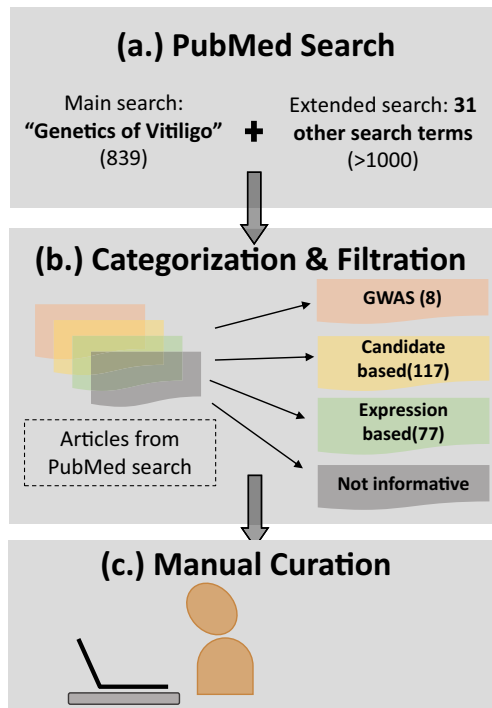 (a.) PubMed Search
Main search:
“Genetics of Vitiligo”
(839)
+
Extended search: 31
other search terms
(>1000)
(b.) Categorization & Filtration
GWAS (8)
Candidate
based(117)
Expression
based(77)
Not informative
Articles from
PubMed search
(c.) Manual Curation